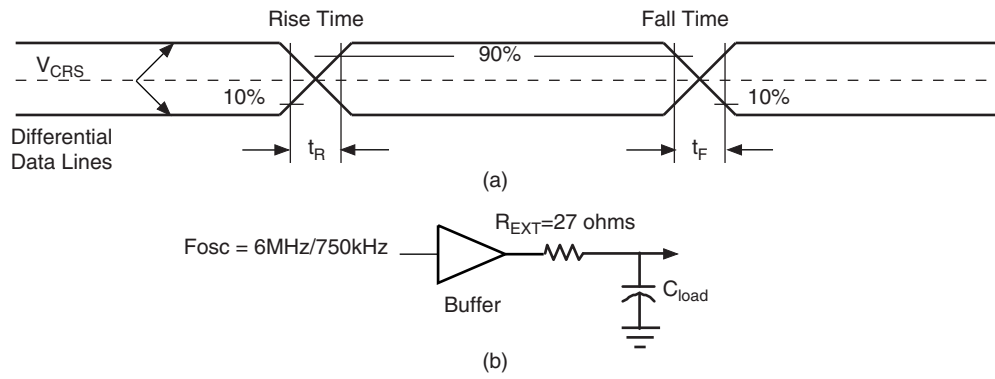 Rise Time
Fall Time
V_CRS
90%
10%
10%
Differential
Data Lines
t_R
t_F
(a)
R_EXT=27 ohms
Fosc = 6MHz/750kHz
C_load
Buffer
(b)